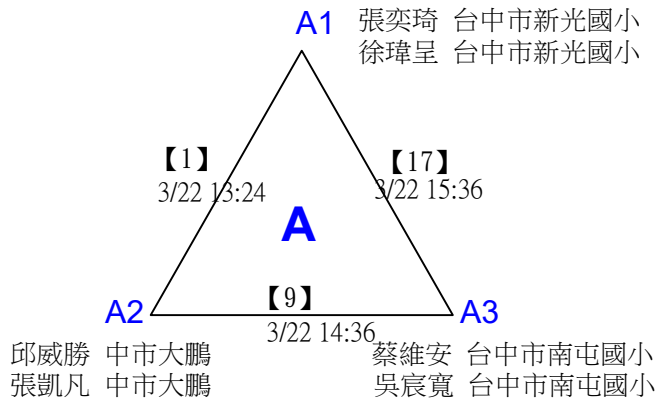 A1 張奕琦 台中市新光國小
徐瑋呈 台中市新光國小
【1】
3/22 13:24
【17】
3/22 15:36
A
【9】
3/22 14:36
A2
A3
邱威勝 中市大鵬
張凱凡 中市大鵬
蔡維安 台中市南屯國小
吳宸寬 台中市南屯國小